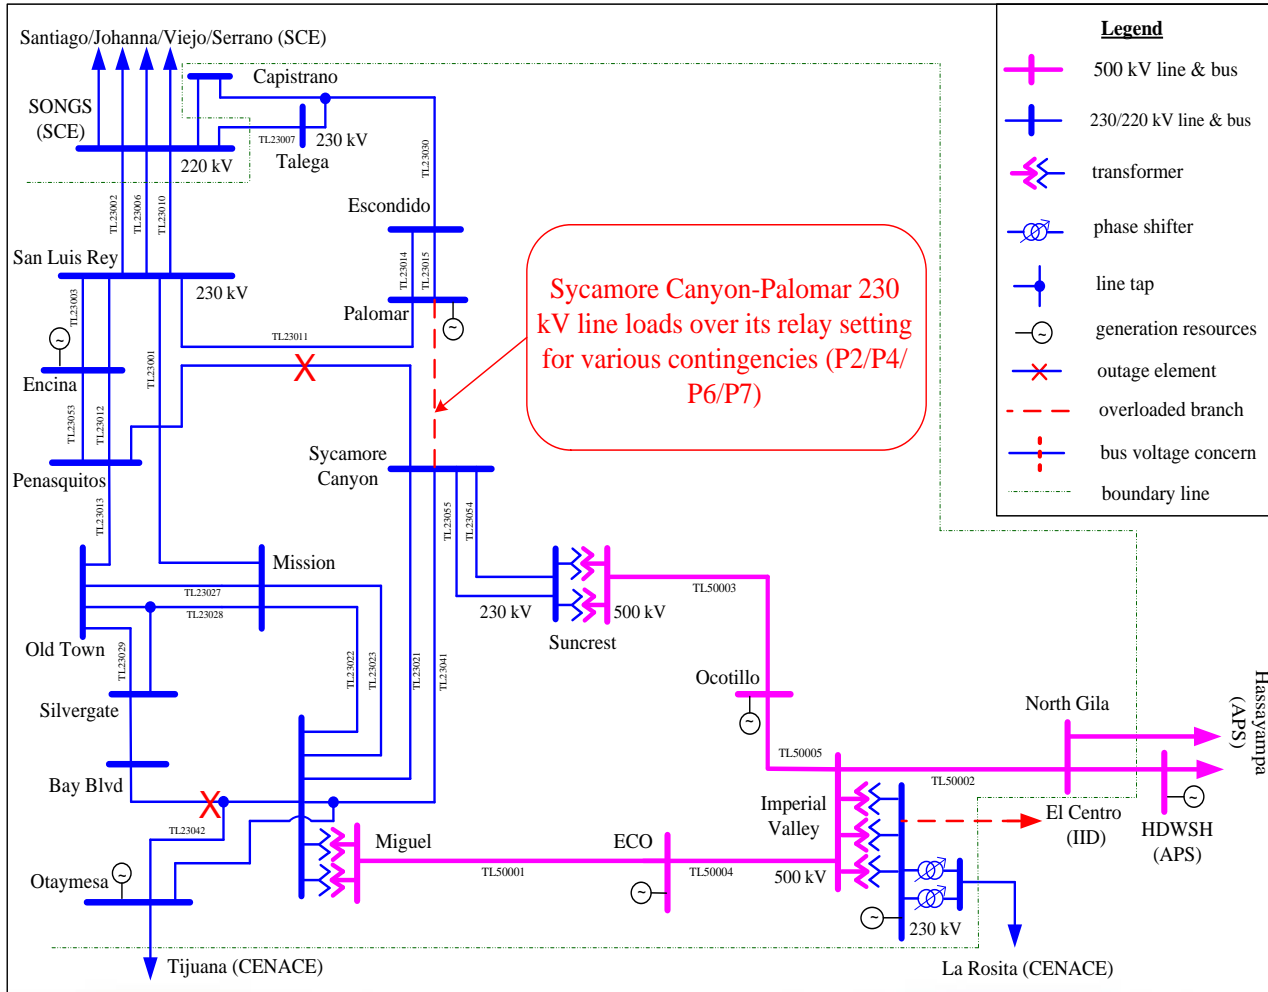 Santiago/Johanna/Viejo/Serrano (SCE)
Capistrano
SONGS
(SCE)
TL23007
230 kV
220 kV
Talega
TL23030
TL23002
TL23006
TL23010
Escondido
San Luis Rey
230 kV
TL23014
TL23015
Palomar
~
TL23003
~
TL23011
TL23001
Encina
TL23053
TL23012
Sycamore Canyon-Palomar 230
kV line loads over its relay setting
for various contingencies (P2/P4/
P6/P7)
Penasquitos
Sycamore
Canyon
TL23013
TL23055
TL23054
Mission
TL23027
TL23028
Old Town
TL23029
TL23022
TL23023
TL23021
TL23041
230 kV
500 kV
Suncrest
TL50003
Silvergate
Ocotillo
~
North Gila
Hassayampa
(APS)
Bay Blvd
TL50005
TL50002
TL23042
Imperial
Valley
El Centro
(IID)
~
HDWSH
(APS)
Miguel
ECO
TL50001
TL50004
500 kV
~
Otaymesa
~
~
230 kV
Tijuana (CENACE)
La Rosita (CENACE)
Legend
500 kV line & bus
230/220 kV line & bus
transformer
phase shifter
line tap
~
generation resources
outage element
overloaded branch
bus voltage concern
boundary line